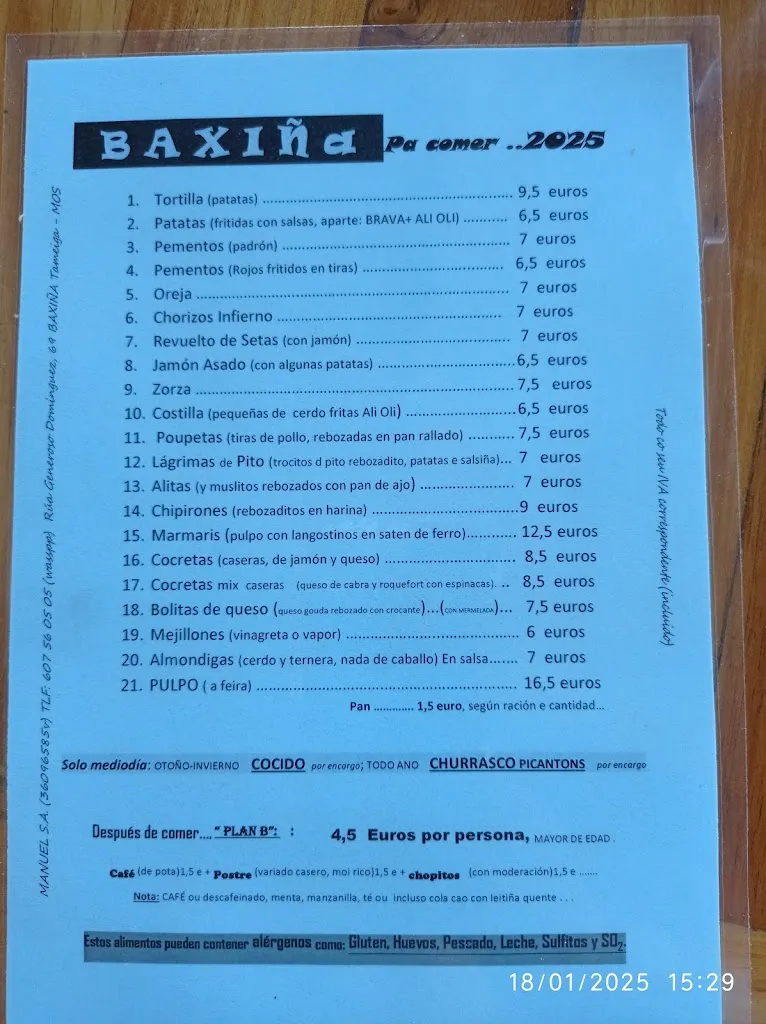 BAXIÑa Pa comer ..2025
1. Tortilla (patatas) ........ 9,5 euros
2. Patatas (fritidas con salsas, aparte: BRAVA+ ALI OLI) .......... 6,5 euros
3. Pementos (padrón) ........ 7 euros
4. Pementos (Rojos fritidos en tiras) ........ 6,5 euros
5. Oreja ........ 7 euros
6. Chorizos Infierno ........ 7 euros
7. Revuelto de Setas (con jamón) ........ 7 euros
8. Jamón Asado (con algunas patatas) ........6,5 euros
9. Zorza ........ 7,5 euros
10. Costilla (pequeñas de cerdo fritas Ali Oli) ........6,5 euros
11. Poupetas (tiras de pollo, rebozadas en pan rallado) ........... 7,5 euros
12. Lágrimas de Pito (trocitos d pito rebozadito, patatas e salsiña)... 7 euros
13. Alitas (y muslitos rebozados con pan de ajo) ........ 7 euros
14. Chipirones (rebozaditos en harina) ........9 euros
15. Marmaris (pulpo con langostinos en saten de ferro)........... 12,5 euros
16. Cocretas (caseras, de jamón y queso) ........ 8,5 euros
17. Cocretas mix caseras (queso de cabra y roquefort con espinacas). .. 8,5 euros
18. Bolitas de queso (queso gouda rebozado con crocante)...(CON MERMELADA)... 7,5 euros
19. Mejillones (vinagreta o vapor) ........ 6 euros
20. Almondigas (cerdo y ternera, nada de caballo) En salsa....... 7 euros
21. PULPO ( a feira) ........ 16,5 euros
Pan ............. 1,5 euro, según ración e cantidad...
Solo mediodía: OTOÑO-INVIERNO COCIDO por encargo; TODO ANO CHURRASCO PICANTONS por encargo
Después de comer.... "PLAN B": : 4,5 Euros por persona, MAYOR DE EDAD .
Café (de pota)1,5 e + Postre (variado casero, moi rico)1,5 e + chopitos (con moderación)1,5 e .......
Nota: CAFÉ ou descafeinado, menta, manzanilla, té ou incluso cola cao con leitiña quente . . .
Estos alimentos pueden contener alérgenos como: Gluten, Huevos, Pescado, Leche, Sulfitos y SO2.
MANUEL S.A. (36096585v) TLF: 607 56 05 05 (wasspp) Rúa Generoso Domínguez, 69 BAXIÑA Tameiga - MOS
Todo co seu IVA correspondente (incluido)
18/01/2025 15:29